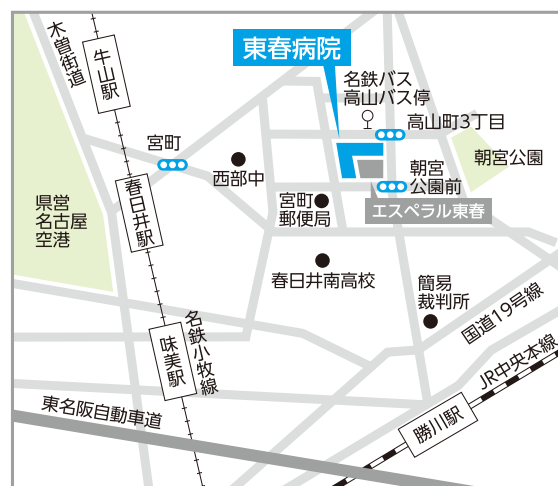 木曽街道
牛山駅
東春病院
名鉄バス
高山バス停
高山町3丁目
宮町
西部中
朝宮
公園前
朝宮公園
春日井駅
宮町
郵便局
エスペラル東春
県営
名古屋
空港
春日井南高校
簡易
裁判所
国道19号線
名鉄小牧線
味美駅
JR中央本線
東名阪自動車道
勝川駅